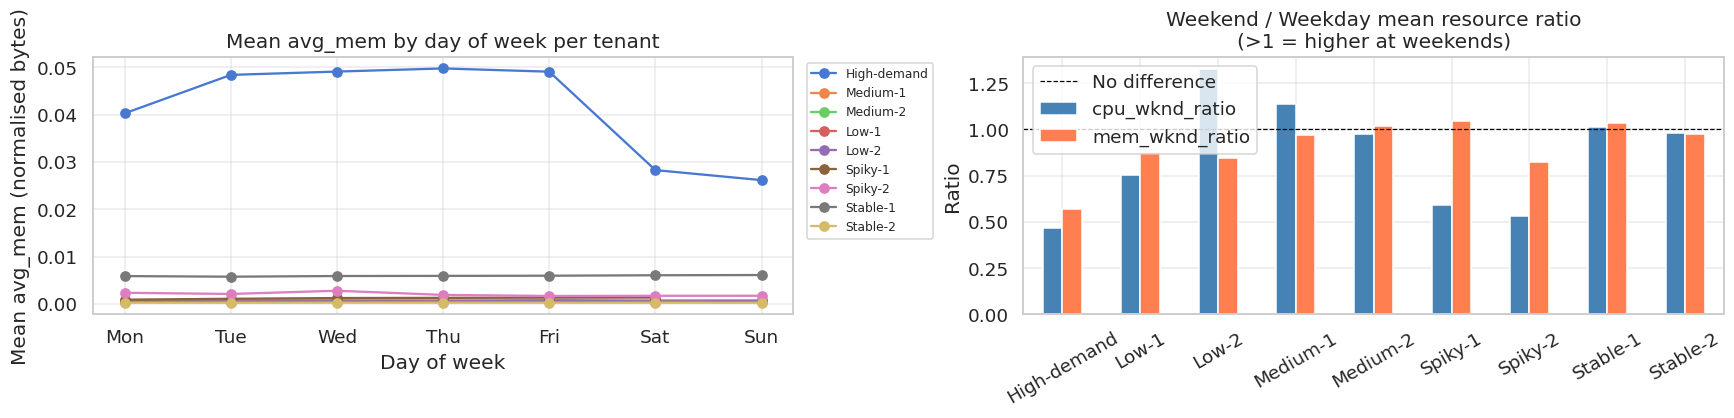 Mean avg_mem by day of week per tenant
Mean avg_mem (normalised bytes)
0.05
0.04
0.03
0.02
0.01
0.00
Mon
Tue
Wed
Thu
Fri
Sat
Sun
Day of week
High-demand
Medium-1
Medium-2
Low-1
Low-2
Spiky-1
Spiky-2
Stable-1
Stable-2
Weekend / Weekday mean resource ratio
(>1 = higher at weekends)
Ratio
1.25
1.00
0.75
0.50
0.25
0.00
No difference
cpu_wknd_ratio
mem_wknd_ratio
High-demand
Low-1
Low-2
Medium-1
Medium-2
Spiky-1
Spiky-2
Stable-1
Stable-2